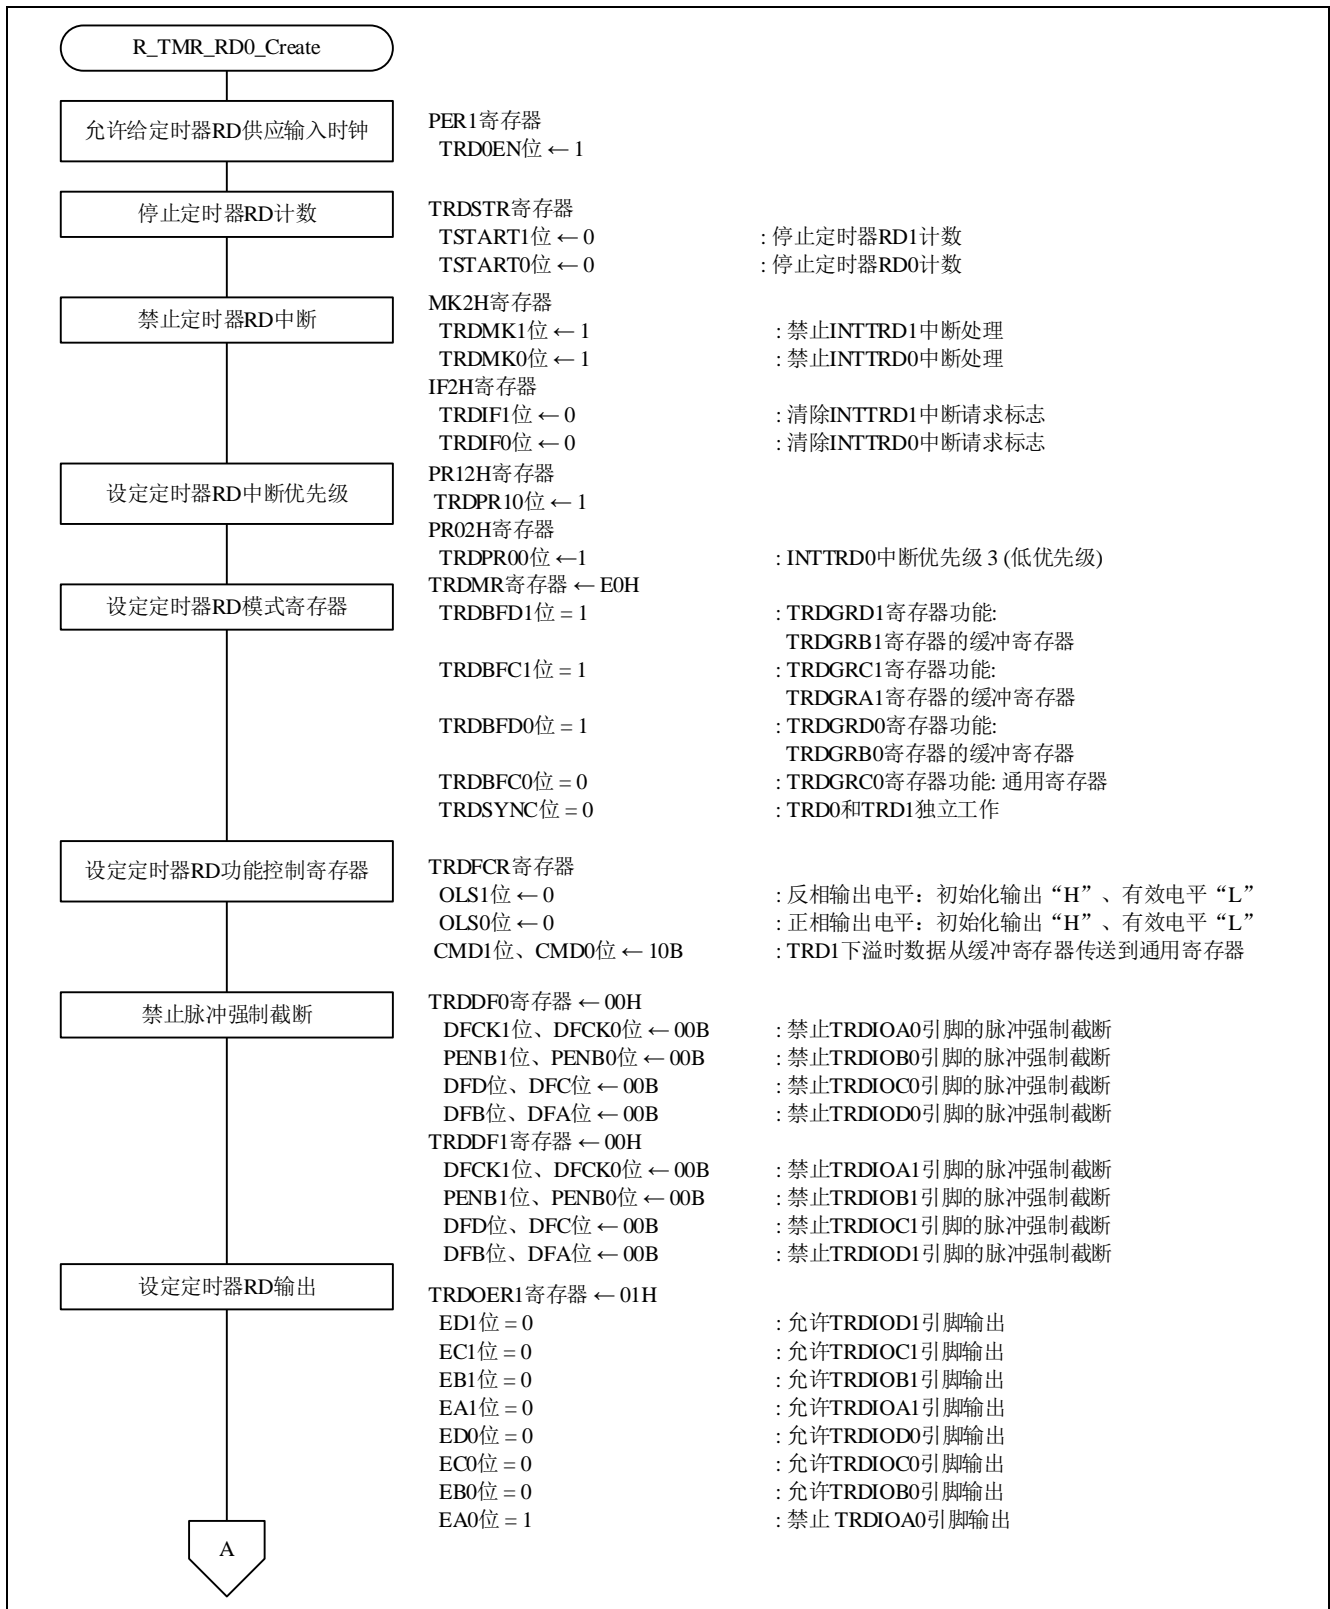 R_TMR_RD0_Create
允许给定时器RD供应输入时钟
PER1寄存器
TRD0EN位 ← 1
停止定时器RD计数
TRDSTR寄存器
TSTART1位 ← 0 : 停止定时器RD1计数
TSTART0位 ← 0 : 停止定时器RD0计数
禁止定时器RD中断
MK2H寄存器
TRDMK1位 ← 1 : 禁止INTTRD1中断处理
TRDMK0位 ← 1 : 禁止INTTRD0中断处理
IF2H寄存器
TRDIF1位 ← 0 : 清除INTTRD1中断请求标志
TRDIF0位 ← 0 : 清除INTTRD0中断请求标志
设定定时器RD中断优先级
PR12H寄存器
TRDPR10位 ← 1
PR02H寄存器
TRDPR00位 ←1 : INTTRD0中断优先级 3 (低优先级)
设定定时器RD模式寄存器
TRDMR寄存器 ← E0H
TRDBFD1位 = 1 : TRDGRD1寄存器功能:
TRDGRB1寄存器的缓冲寄存器
TRDBFC1位 = 1 : TRDGRC1寄存器功能:
TRDGRA1寄存器的缓冲寄存器
TRDBFD0位 = 1 : TRDGRD0寄存器功能:
TRDGRB0寄存器的缓冲寄存器
TRDBFC0位 = 0 : TRDGRC0寄存器功能: 通用寄存器
TRDSYNC位 = 0 : TRD0和TRD1独立工作
设定定时器RD功能控制寄存器
TRDFCR寄存器
OLS1位 ← 0 : 反相输出电平：初始化输出“H”、有效电平“L”
OLS0位 ← 0 : 正相输出电平：初始化输出“H”、有效电平“L”
CMD1位、CMD0位 ← 10B : TRD1下溢时数据从缓冲寄存器传送到通用寄存器
禁止脉冲强制截断
TRDDF0寄存器 ← 00H
DFCK1位、DFCK0位 ← 00B : 禁止TRDIOA0引脚的脉冲强制截断
PENB1位、PENB0位 ← 00B : 禁止TRDIOB0引脚的脉冲强制截断
DFD位、DFC位 ← 00B : 禁止TRDIOC0引脚的脉冲强制截断
DFB位、DFA位 ← 00B : 禁止TRDIOD0引脚的脉冲强制截断
TRDDF1寄存器 ← 00H
DFCK1位、DFCK0位 ← 00B : 禁止TRDIOA1引脚的脉冲强制截断
PENB1位、PENB0位 ← 00B : 禁止TRDIOB1引脚的脉冲强制截断
DFD位、DFC位 ← 00B : 禁止TRDIOC1引脚的脉冲强制截断
DFB位、DFA位 ← 00B : 禁止TRDIOD1引脚的脉冲强制截断
设定定时器RD输出
TRDOER1寄存器 ← 01H
ED1位 = 0 : 允许TRDIOD1引脚输出
EC1位 = 0 : 允许TRDIOC1引脚输出
EB1位 = 0 : 允许TRDIOB1引脚输出
EA1位 = 0 : 允许TRDIOA1引脚输出
ED0位 = 0 : 允许TRDIOD0引脚输出
EC0位 = 0 : 允许TRDIOC0引脚输出
EB0位 = 0 : 允许TRDIOB0引脚输出
EA0位 = 1 : 禁止 TRDIOA0引脚输出
A